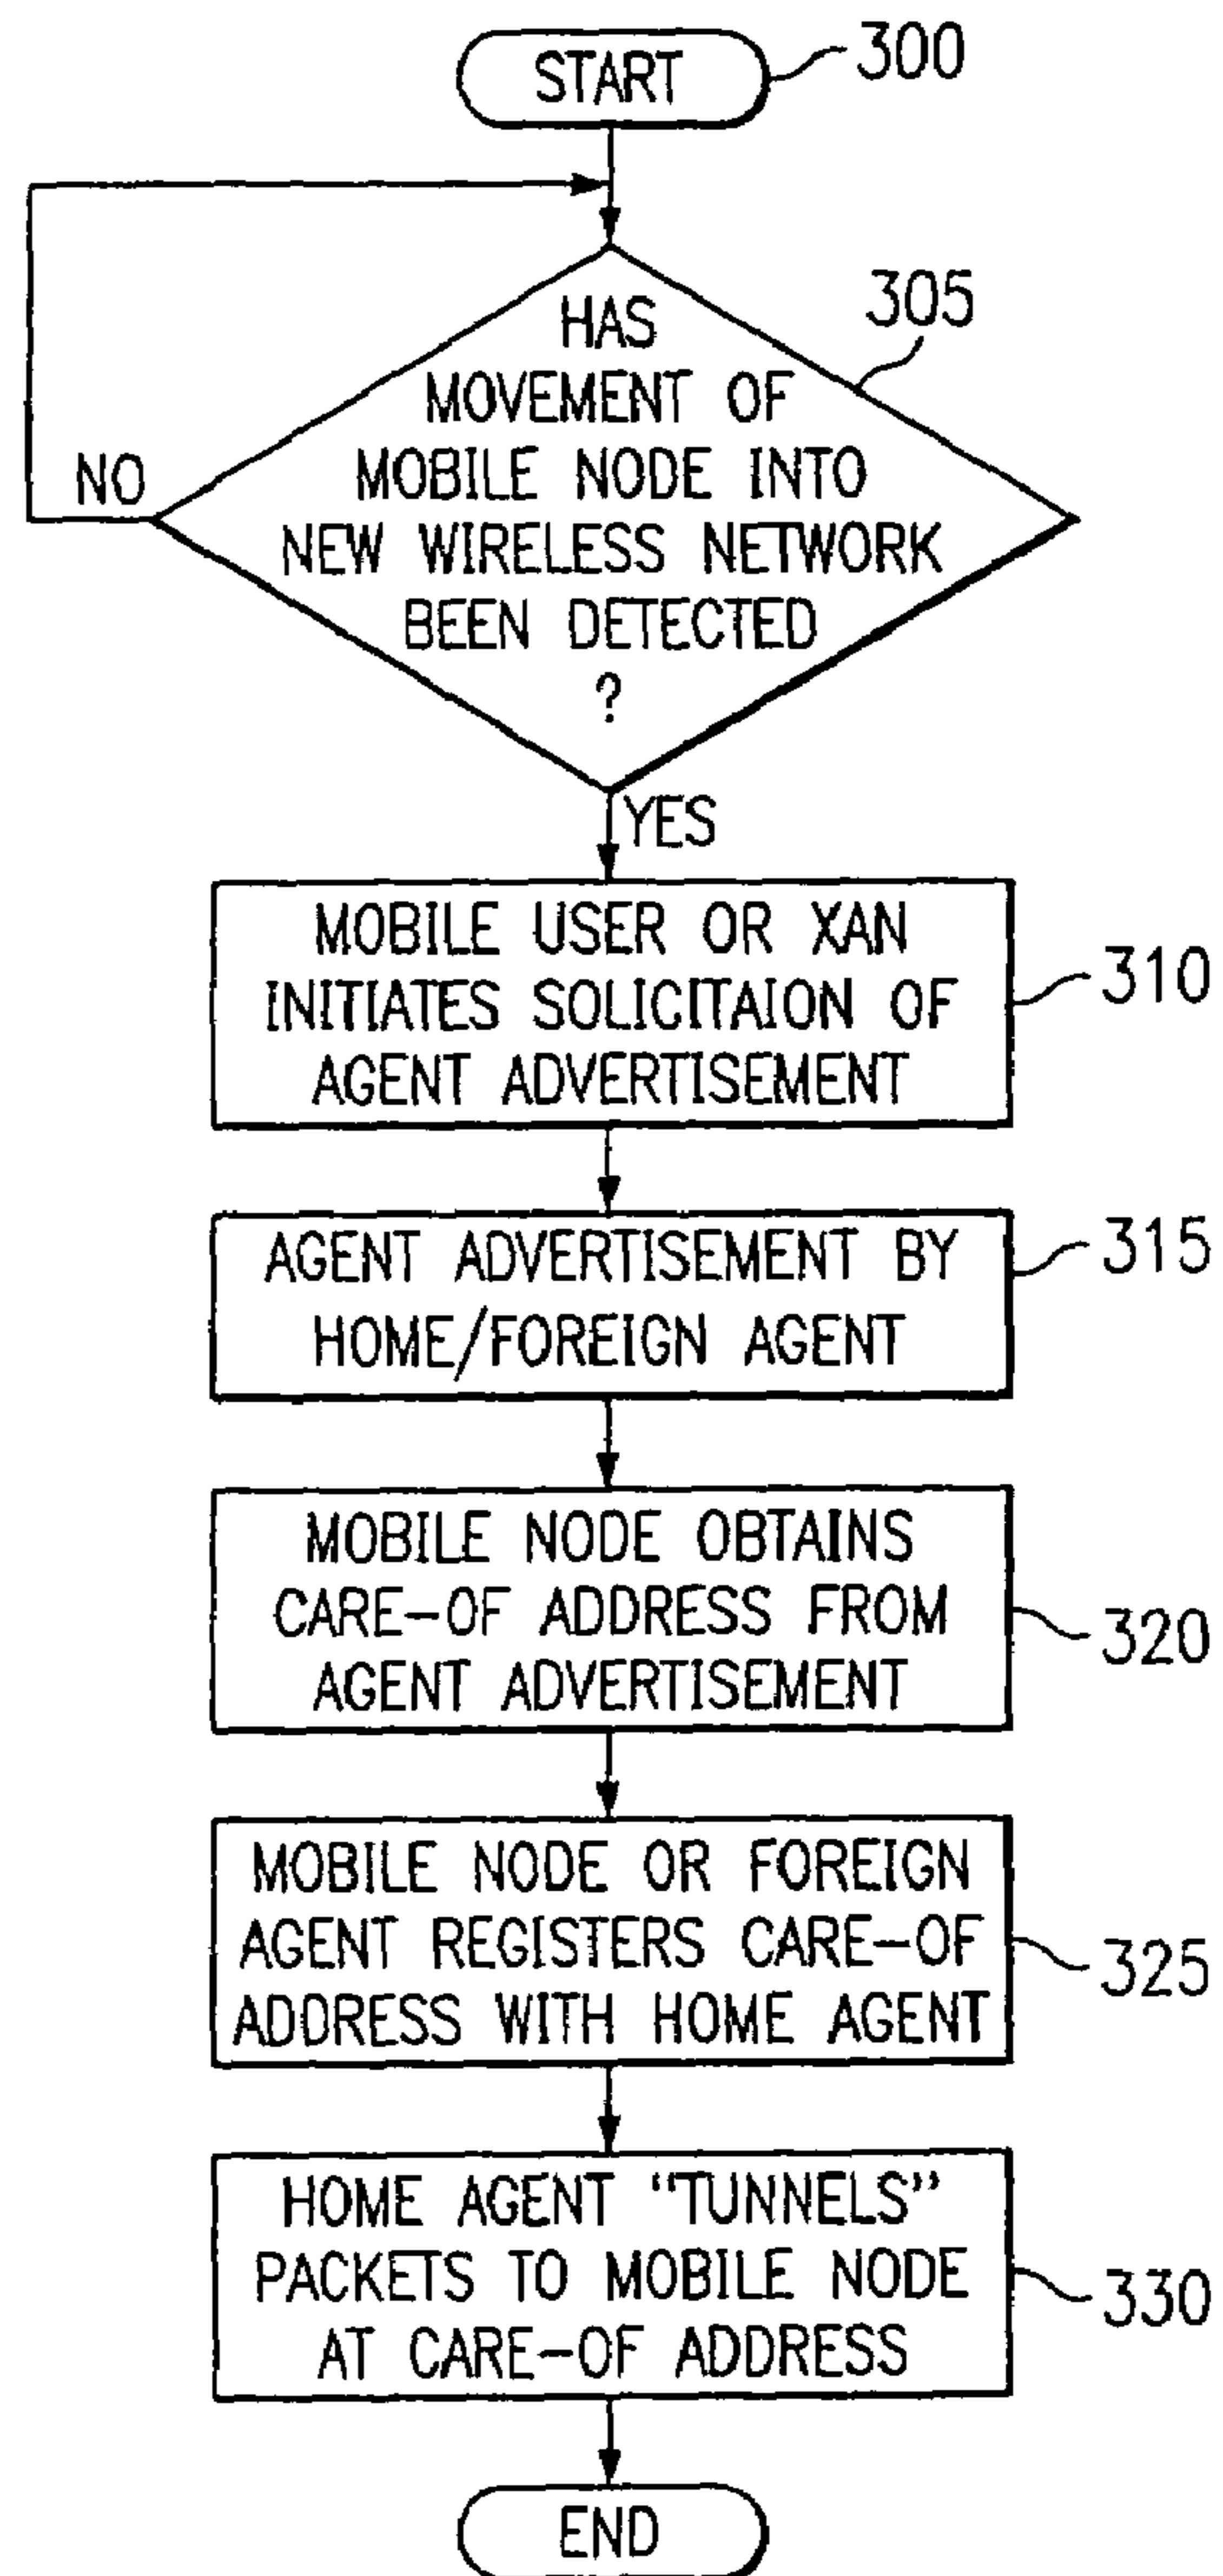 START
300
305
HAS
MOVEMENT OF
MOBILE NODE INTO
NEW WIRELESS NETWORK
BEEN DETECTED
?
NO
YES
MOBILE USER OR XAN
INITIATES SOLICITAION OF
AGENT ADVERTISEMENT
310
AGENT ADVERTISEMENT BY
HOME/FOREIGN AGENT
315
MOBILE NODE OBTAINS
CARE-OF ADDRESS FROM
AGENT ADVERTISEMENT
320
MOBILE NODE OR FOREIGN
AGENT REGISTERS CARE-OF
ADDRESS WITH HOME AGENT
325
HOME AGENT "TUNNELS"
PACKETS TO MOBILE NODE
AT CARE-OF ADDRESS
330
END